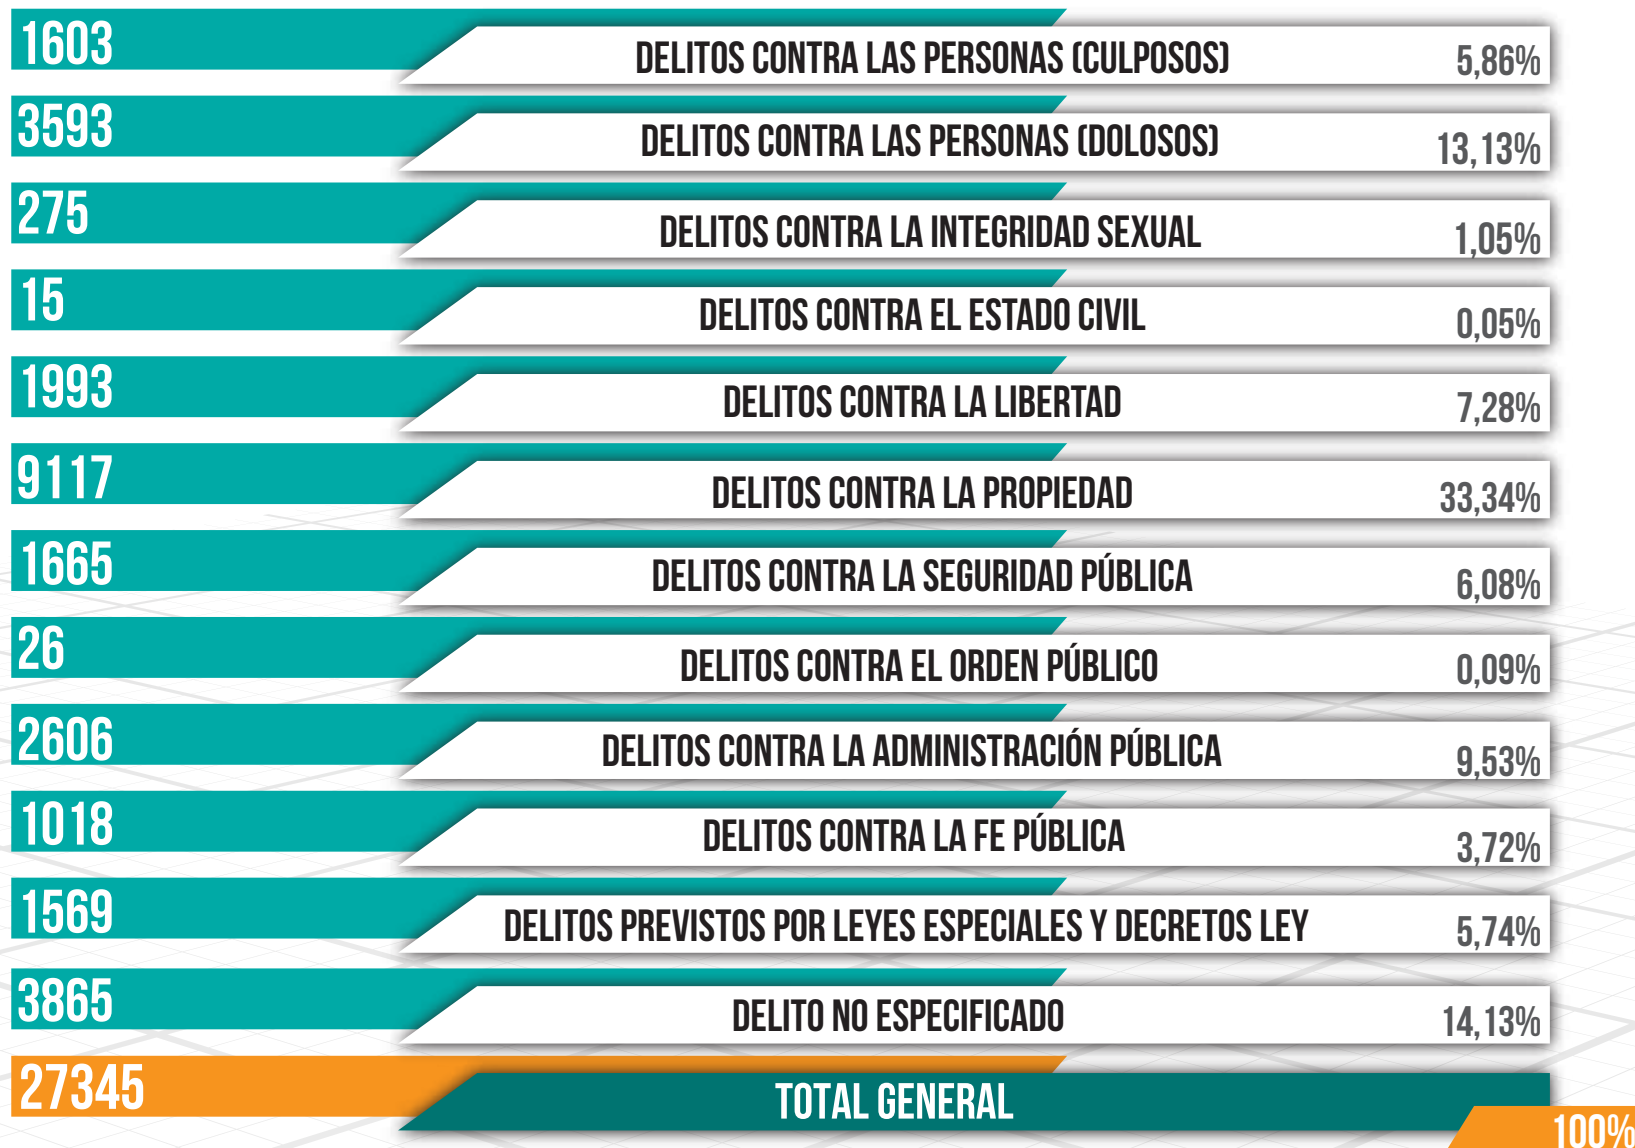 1603 DELITOS CONTRA LAS PERSONAS (CULPOSOS) 5,86%
3593 DELITOS CONTRA LAS PERSONAS (DOLOSOS) 13,13%
275 DELITOS CONTRA LA INTEGRIDAD SEXUAL 1,05%
15 DELITOS CONTRA EL ESTADO CIVIL 0,05%
1993 DELITOS CONTRA LA LIBERTAD 7,28%
9117 DELITOS CONTRA LA PROPIEDAD 33,34%
1665 DELITOS CONTRA LA SEGURIDAD PÚBLICA 6,08%
26 DELITOS CONTRA EL ORDEN PÚBLICO 0,09%
2606 DELITOS CONTRA LA ADMINISTRACIÓN PÚBLICA 9,53%
1018 DELITOS CONTRA LA FE PÚBLICA 3,72%
1569 DELITOS PREVISTOS POR LEYES ESPECIALES Y DECRETOS LEY 5,74%
3865 DELITO NO ESPECIFICADO 14,13%
27345 TOTAL GENERAL 100%